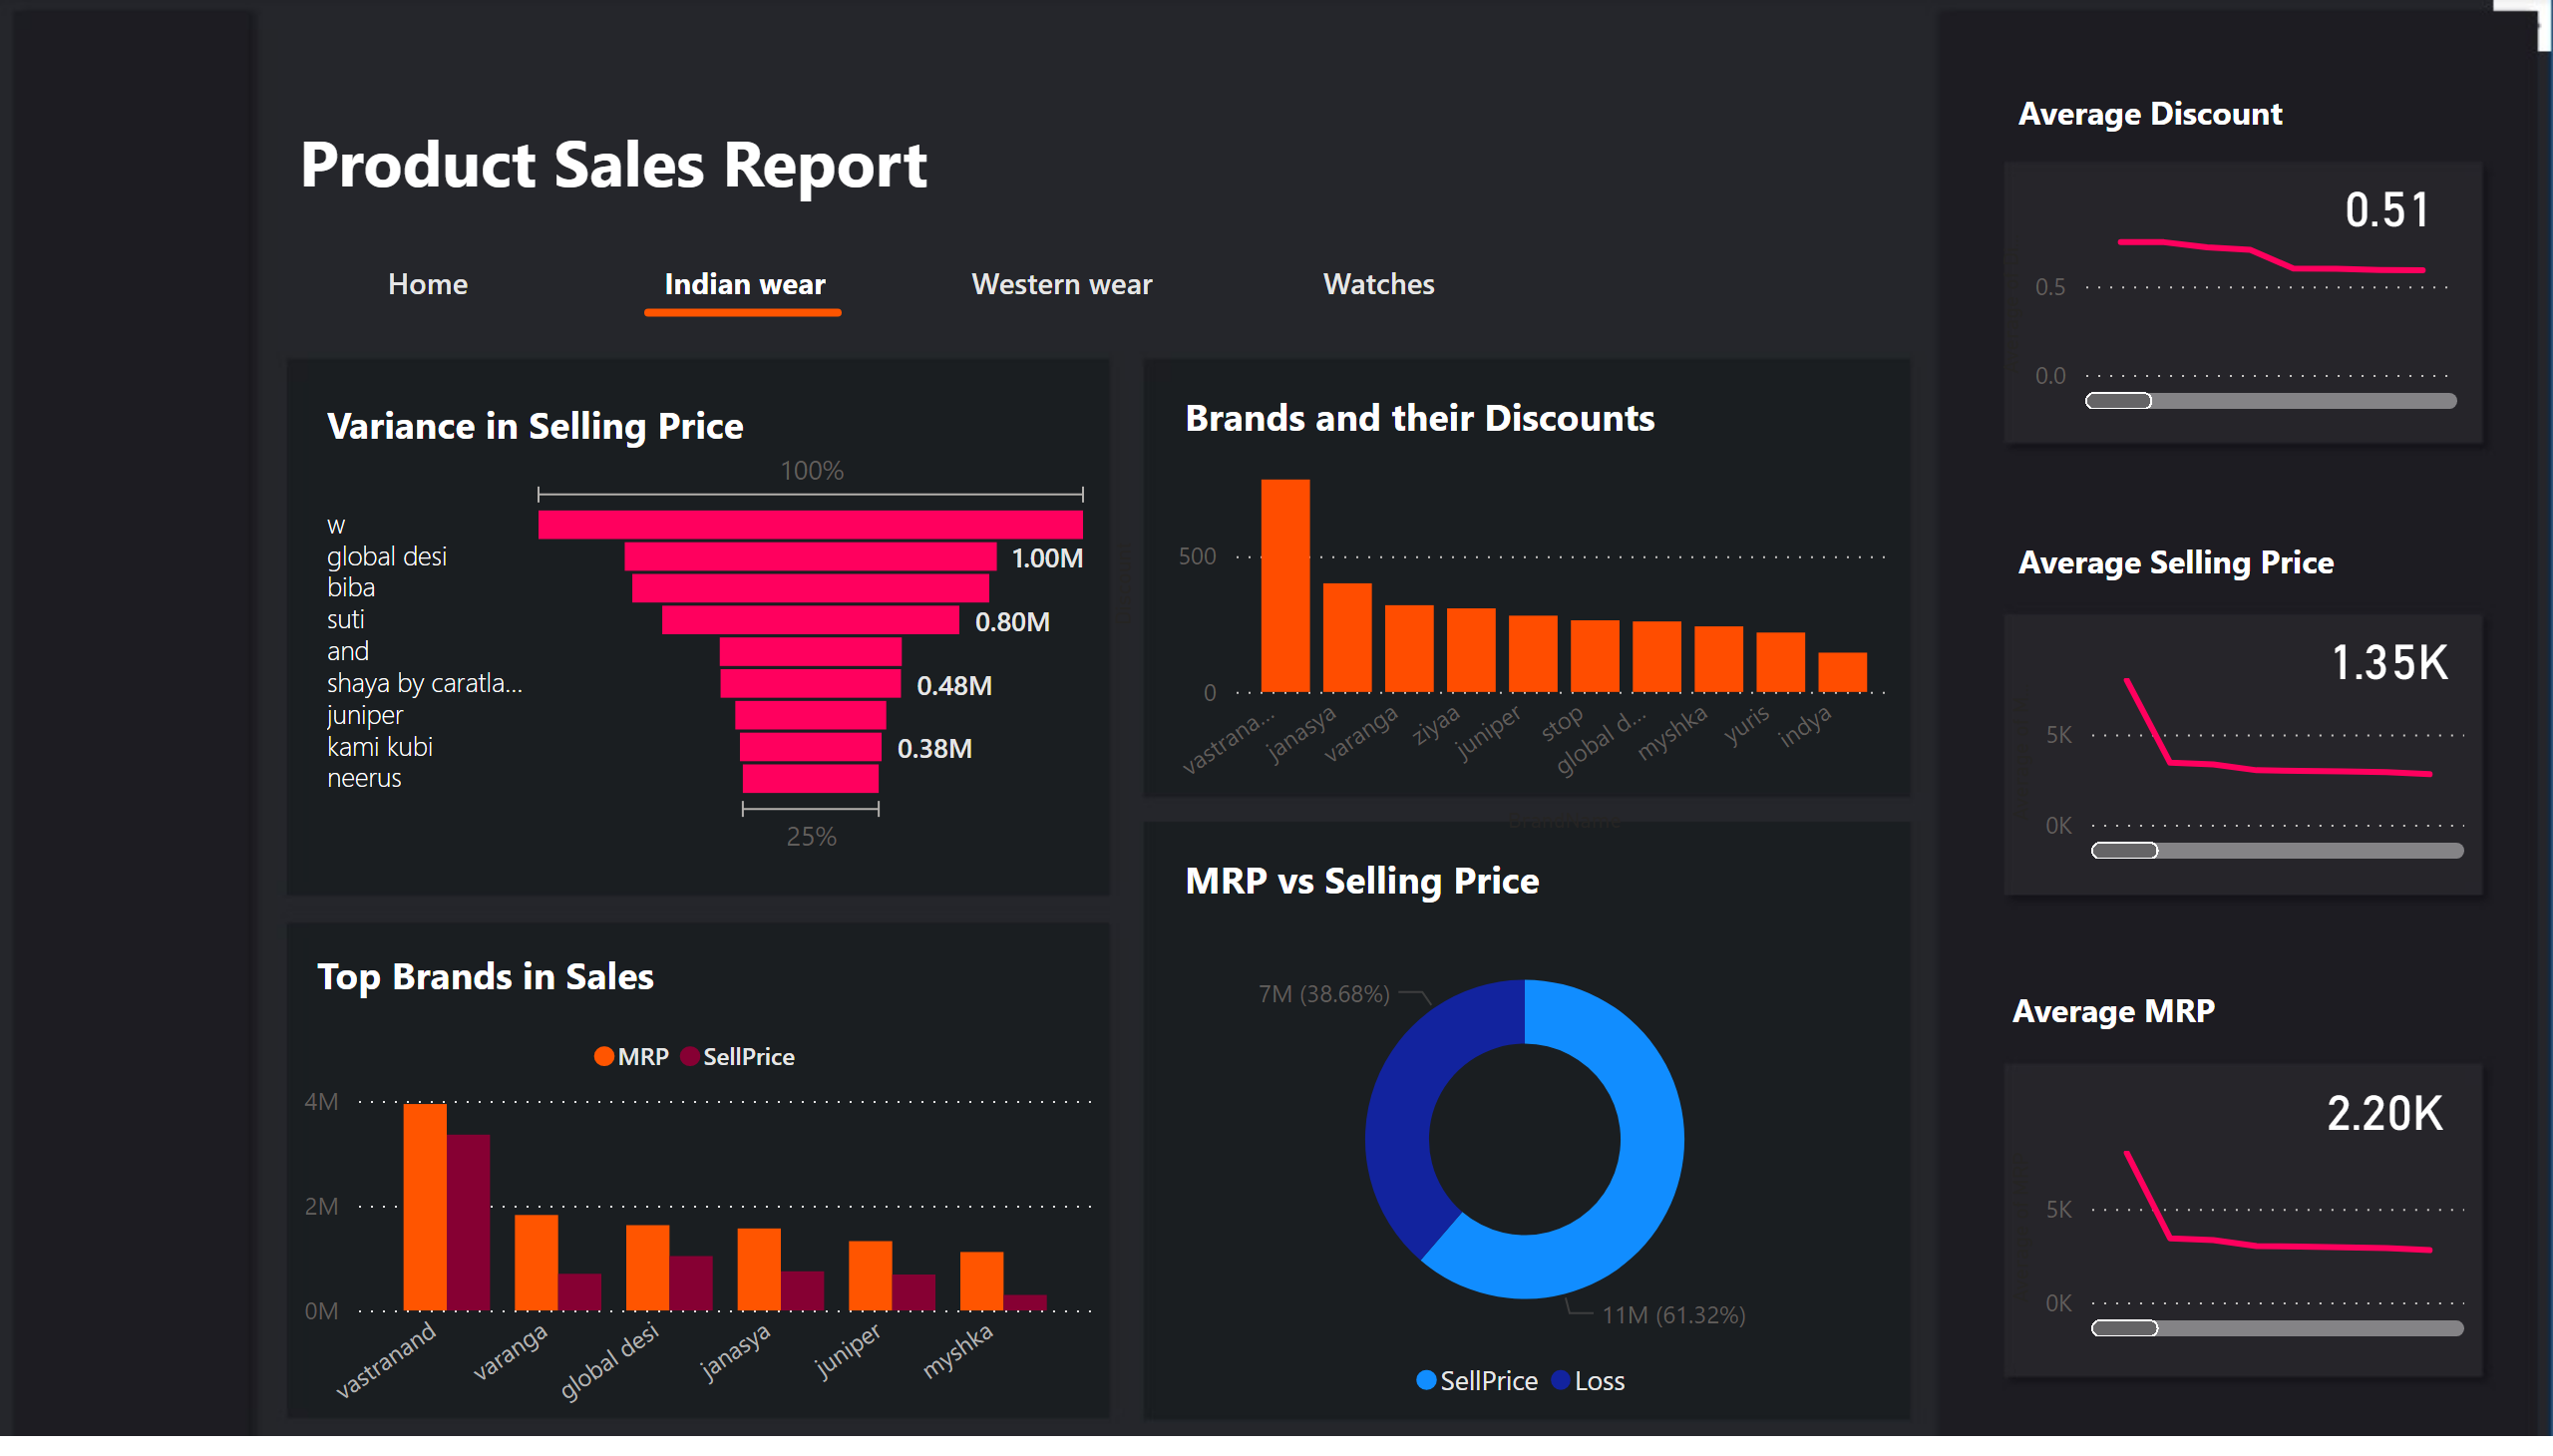 Product Sales Report
Home
Indian wear
Western wear
Watches
Variance in Selling Price
100%
w
global desi
1.00M
biba
suti
0.80M
and
shaya by caratla...
0.48M
juniper
kami kubi
0.38M
neerus
25%
Top Brands in Sales
MRP
SellPrice
4M
2M
0M
vastranand
varanga
global desi
janasya
juniper
myshka
Brands and their Discounts
500
0
vastrana...
janasya
varanga
ziyaa
juniper
stop
global d...
myshka
yuris
indya
BrandName
MRP vs Selling Price
7M (38.68%)
11M (61.32%)
SellPrice
Loss
Average Discount
0.51
0.5
0.0
Average Selling Price
1.35K
5K
0K
Average MRP
2.20K
5K
0K